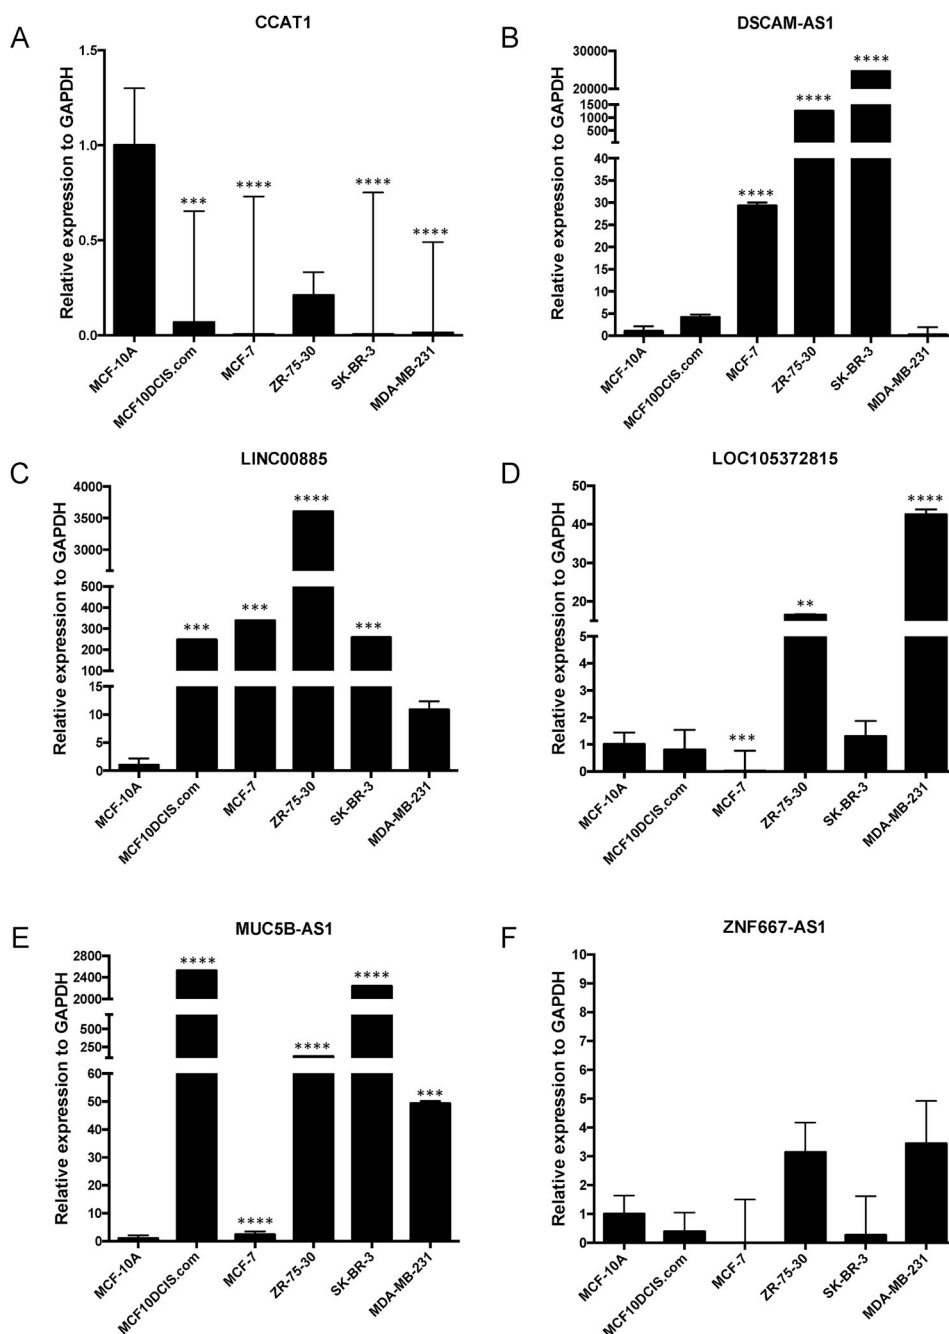 A
CCAT1
Relative expression to GAPDH
1.5
1.0
0.5
0.0
***
****
****
****
MCF-10A
MCF10DCIS.com
MCF-7
ZR-75-30
SK-BR-3
MDA-MB-231
B
DSCAM-AS1
Relative expression to GAPDH
30000
20000
1500
1000
500
40
35
30
25
20
15
10
5
0
****
****
****
MCF-10A
MCF10DCIS.com
MCF-7
ZR-75-30
SK-BR-3
MDA-MB-231
C
LINC00885
Relative expression to GAPDH
4000
3500
3000
500
400
300
200
100
15
10
5
0
***
***
****
***
MCF-10A
MCF10DCIS.com
MCF-7
ZR-75-30
SK-BR-3
MDA-MB-231
D
LOC105372815
Relative expression to GAPDH
50
40
30
20
5
4
3
2
1
0
***
**
****
MCF-10A
MCF10DCIS.com
MCF-7
ZR-75-30
SK-BR-3
MDA-MB-231
E
MUC5B-AS1
Relative expression to GAPDH
2800
2400
2000
500
250
60
50
40
30
20
10
0
****
****
****
****
***
MCF-10A
MCF10DCIS.com
MCF-7
ZR-75-30
SK-BR-3
MDA-MB-231
F
ZNF667-AS1
Relative expression to GAPDH
10
9
8
7
6
5
4
3
2
1
0
MCF-10A
MCF10DCIS.com
MCF-7
ZR-75-30
SK-BR-3
MDA-MB-231